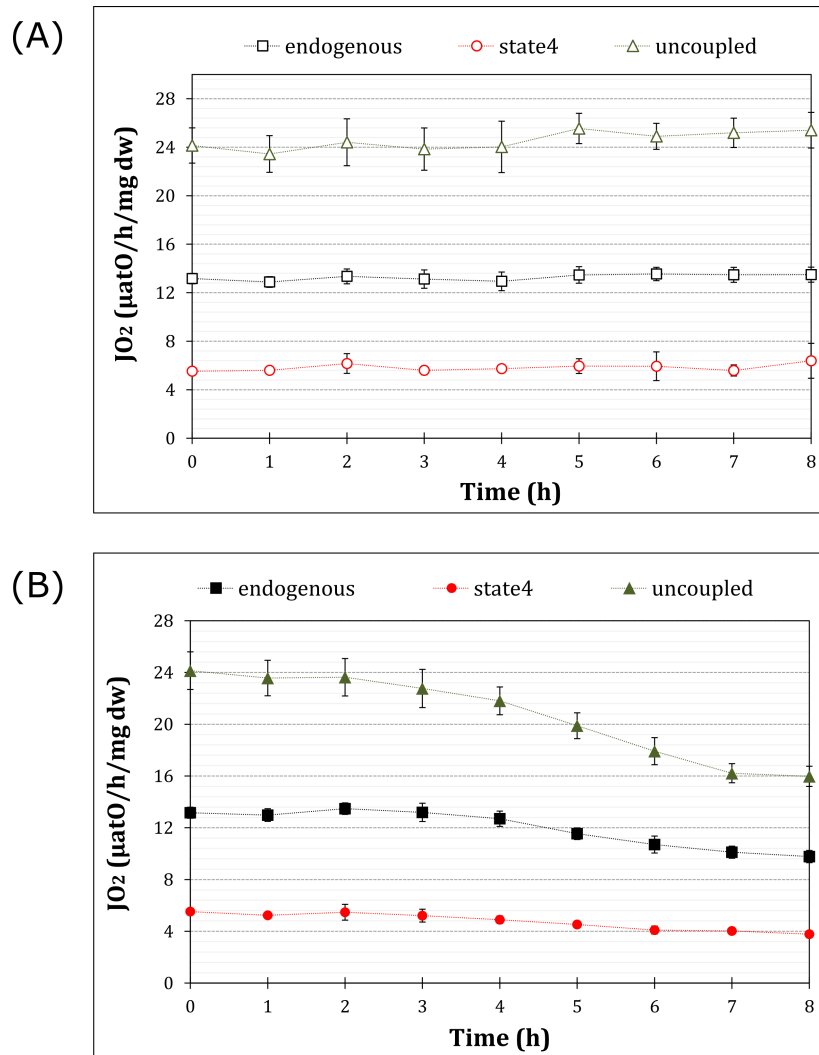 (A)
endogenous state4 uncoupled
28
24
20
16
12
8
4
0
JO2 (µatO/h/mg dw)
0 1 2 3 4 5 6 7 8
Time (h)
(B)
endogenous state4 uncoupled
28
24
20
16
12
8
4
0
JO2 (µatO/h/mg dw)
0 1 2 3 4 5 6 7 8
Time (h)